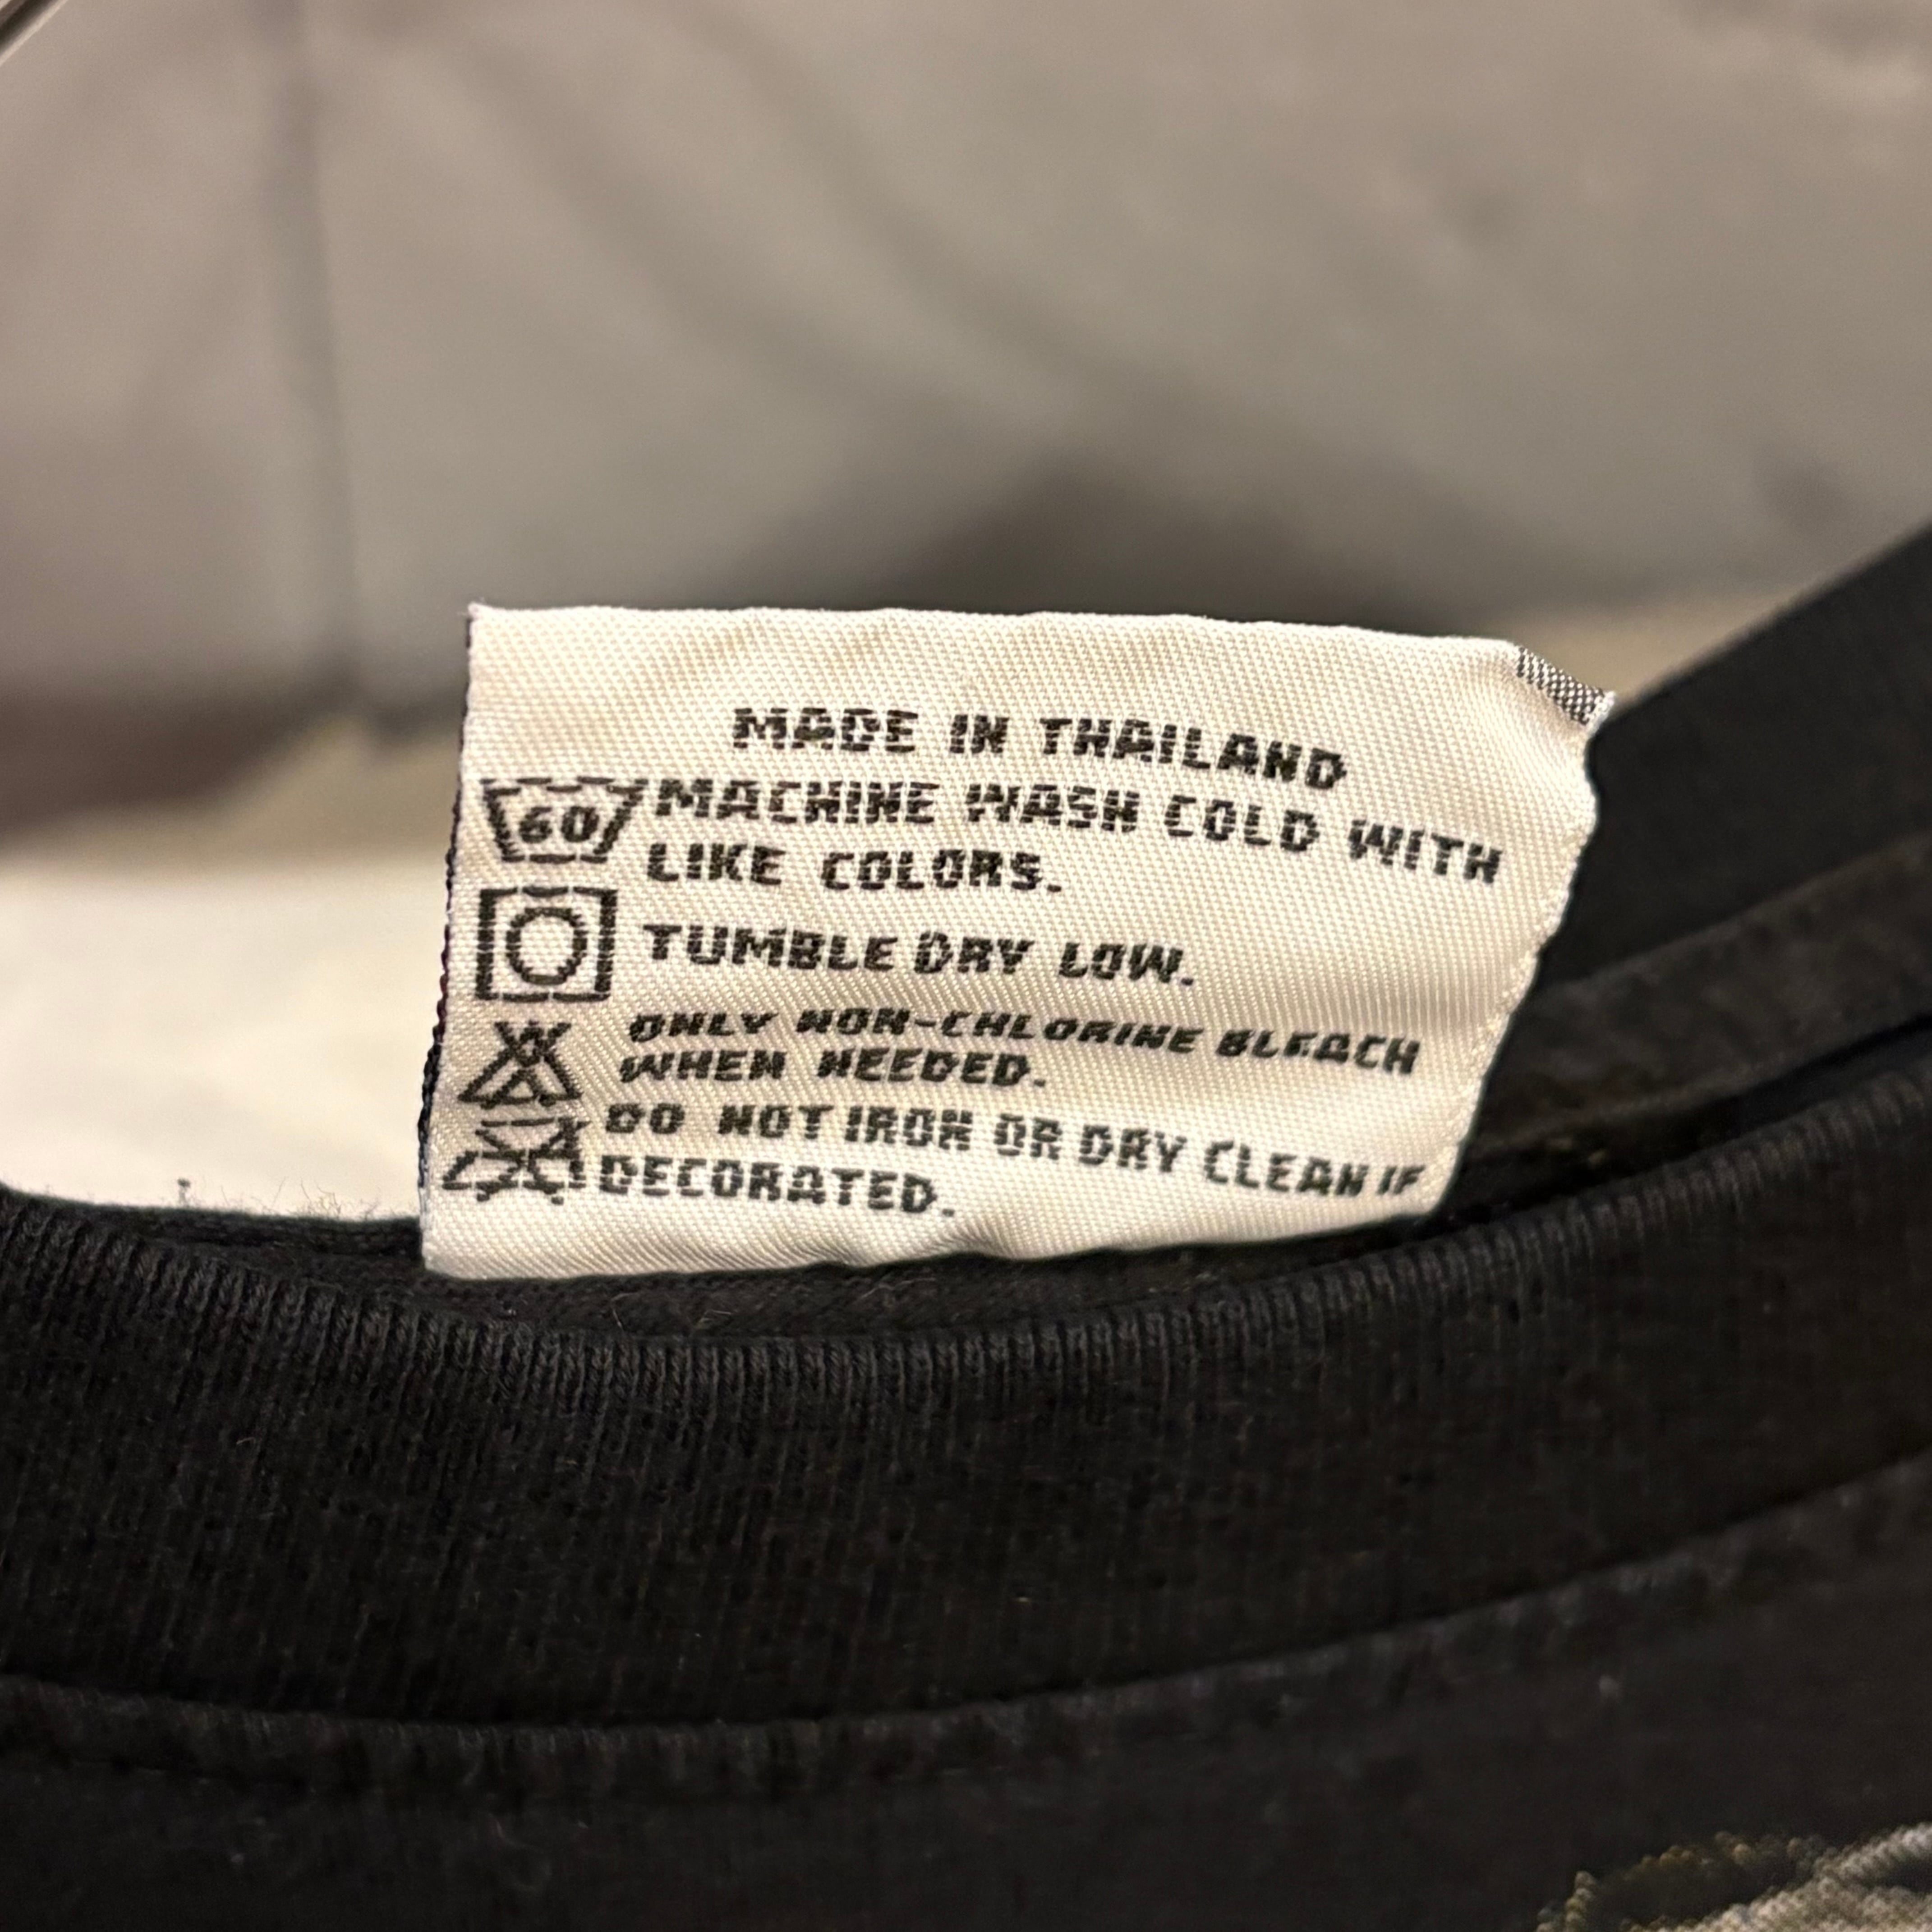 MADE IN THAILAND
60 MACHINE WASH COLD WITH
LIKE COLORS.
TUMBLE DRY LOW.
ONLY NON-CHLORINE BLEACH
WHEN NEEDED.
DO NOT IRON OR DRY CLEAN IF
DECORATED.